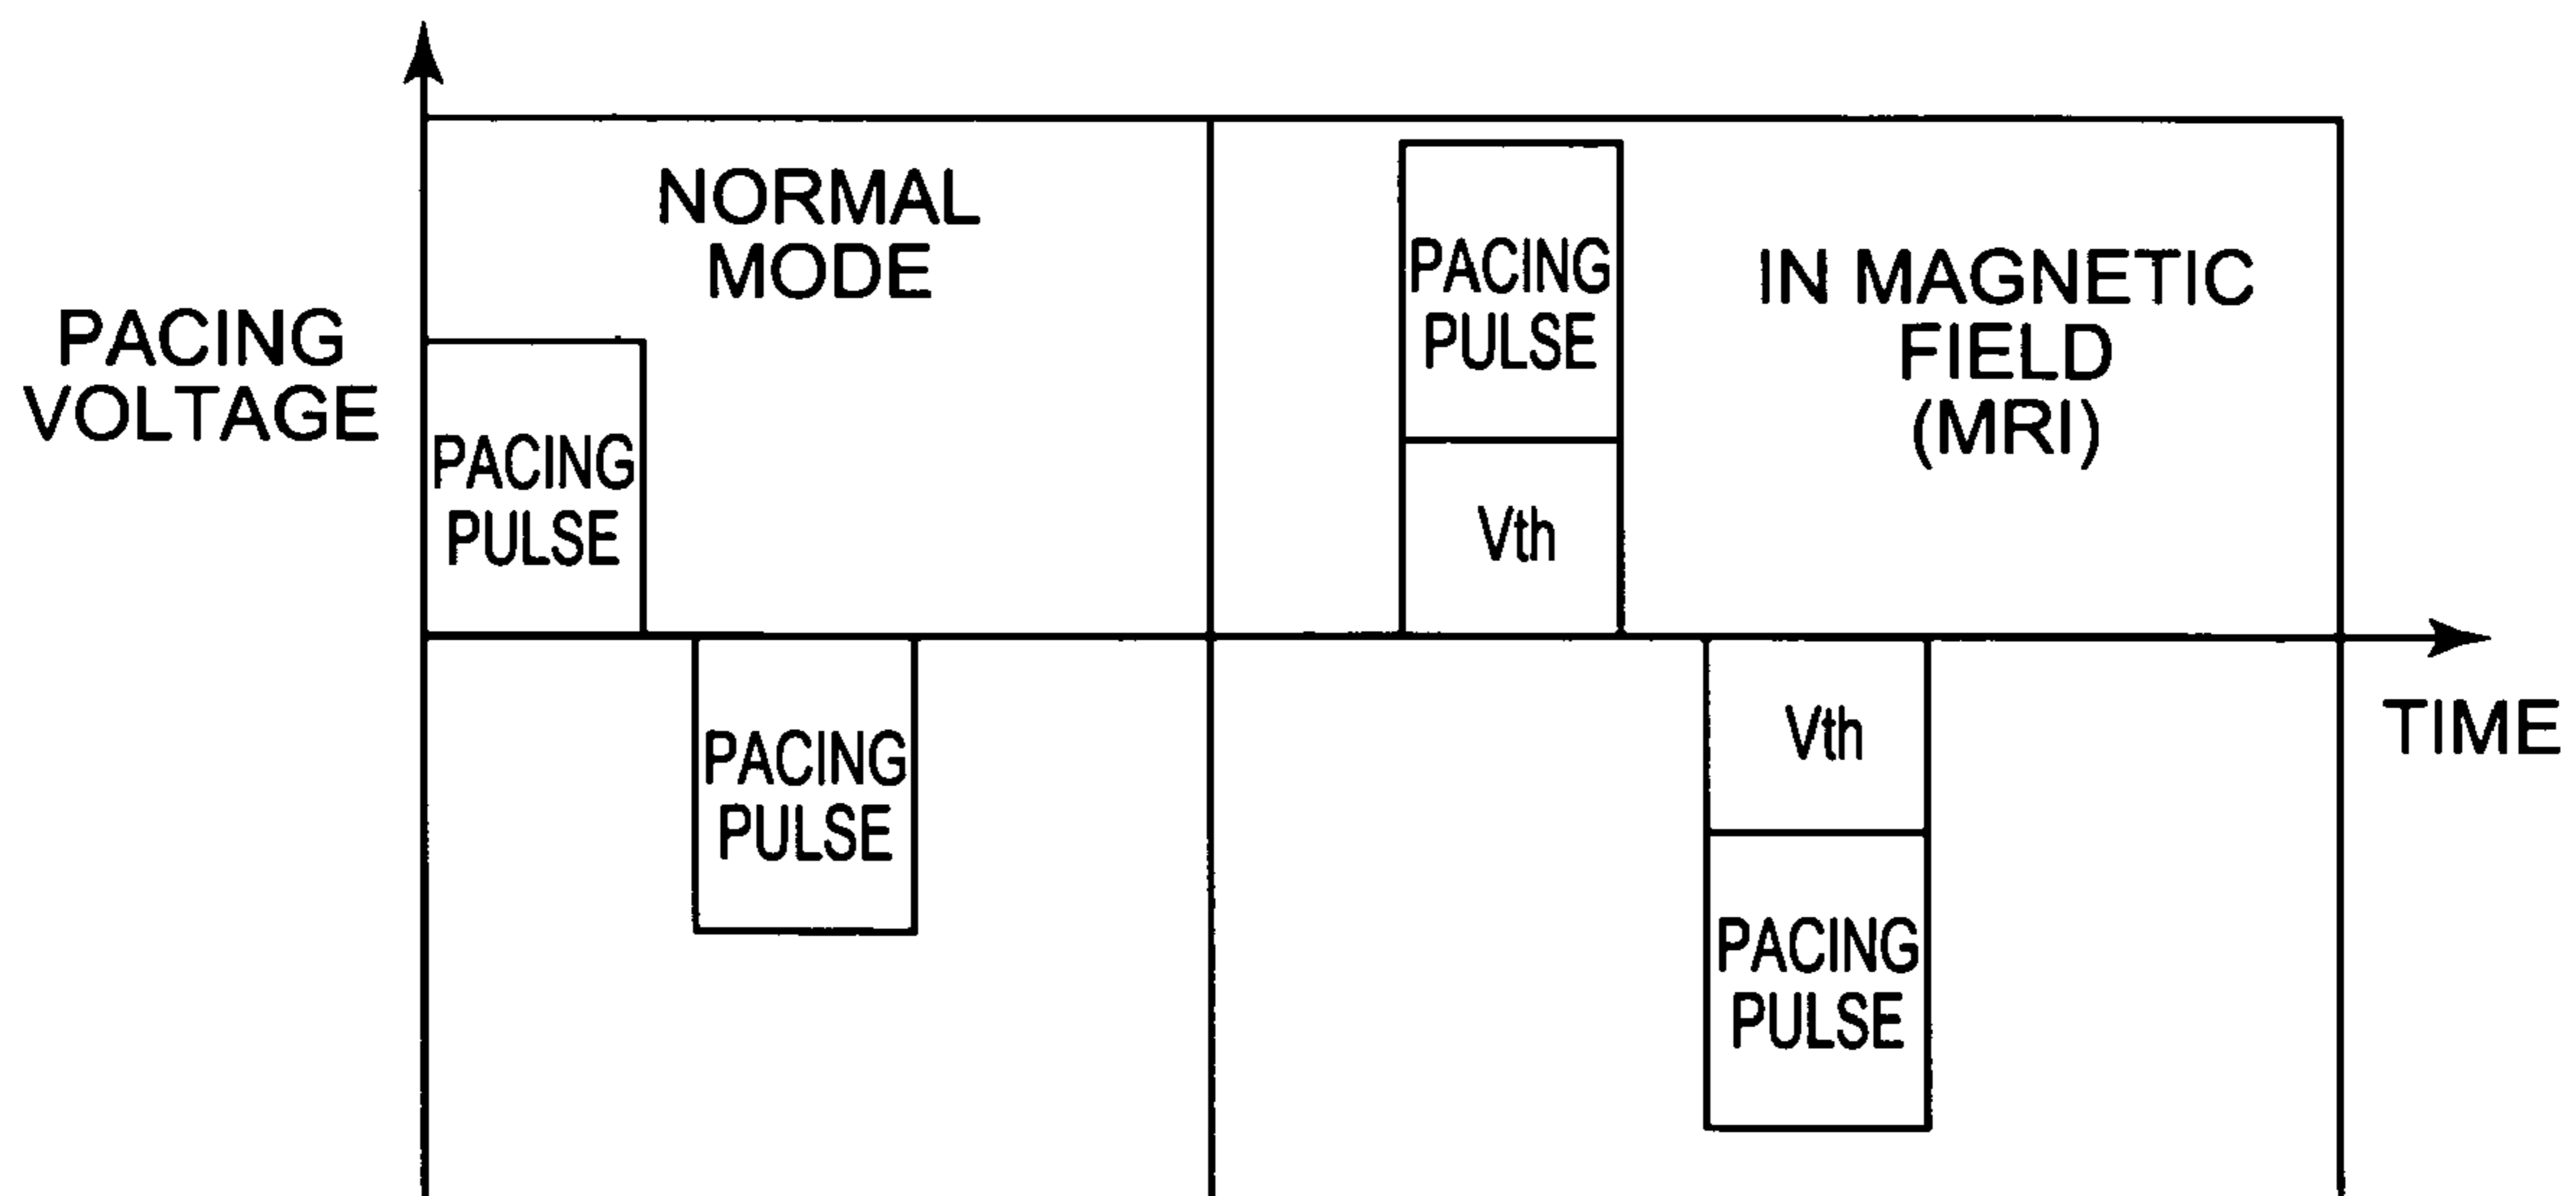 PACING
VOLTAGE
NORMAL
MODE
PACING
PULSE
PACING
PULSE
PACING
PULSE
Vth
IN MAGNETIC
FIELD
(MRI)
Vth
PACING
PULSE
TIME